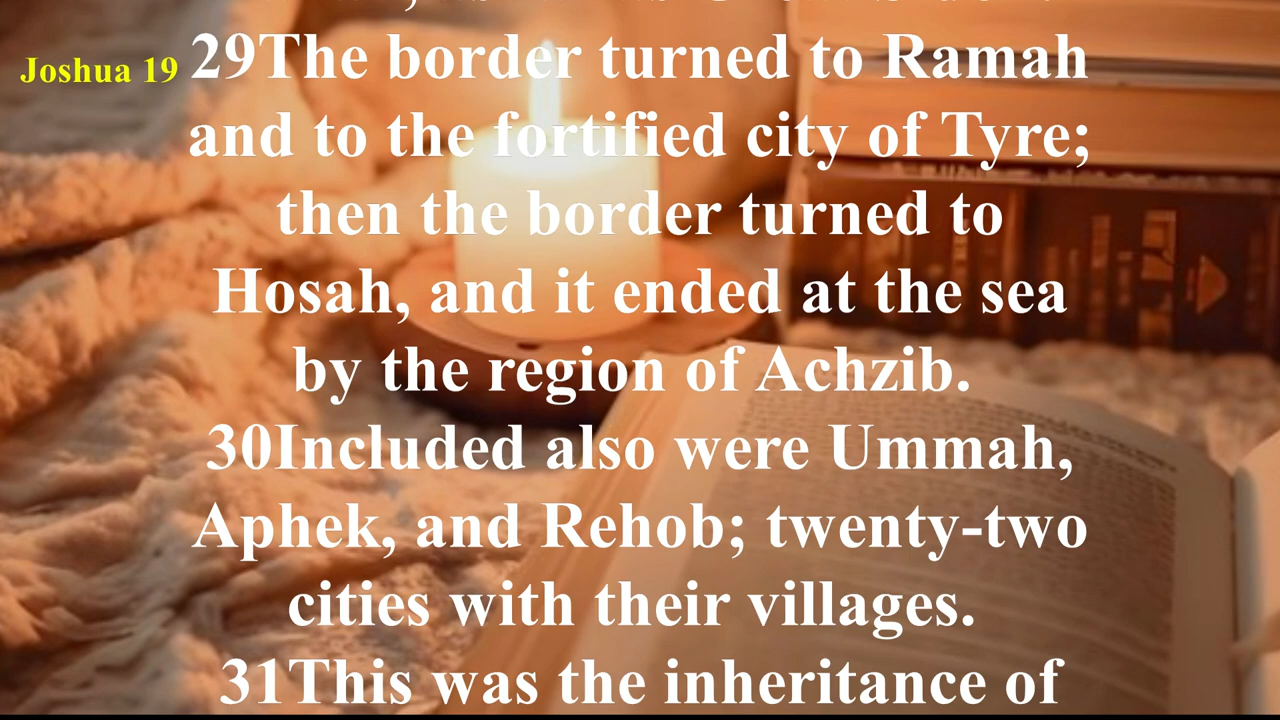 Joshua 19
29The border turned to Ramah
and to the fortified city of Tyre;
then the border turned to
Hosah, and it ended at the sea
by the region of Achzib.
30Included also were Ummah,
Aphek, and Rehob; twenty-two
cities with their villages.
31This was the inheritance of